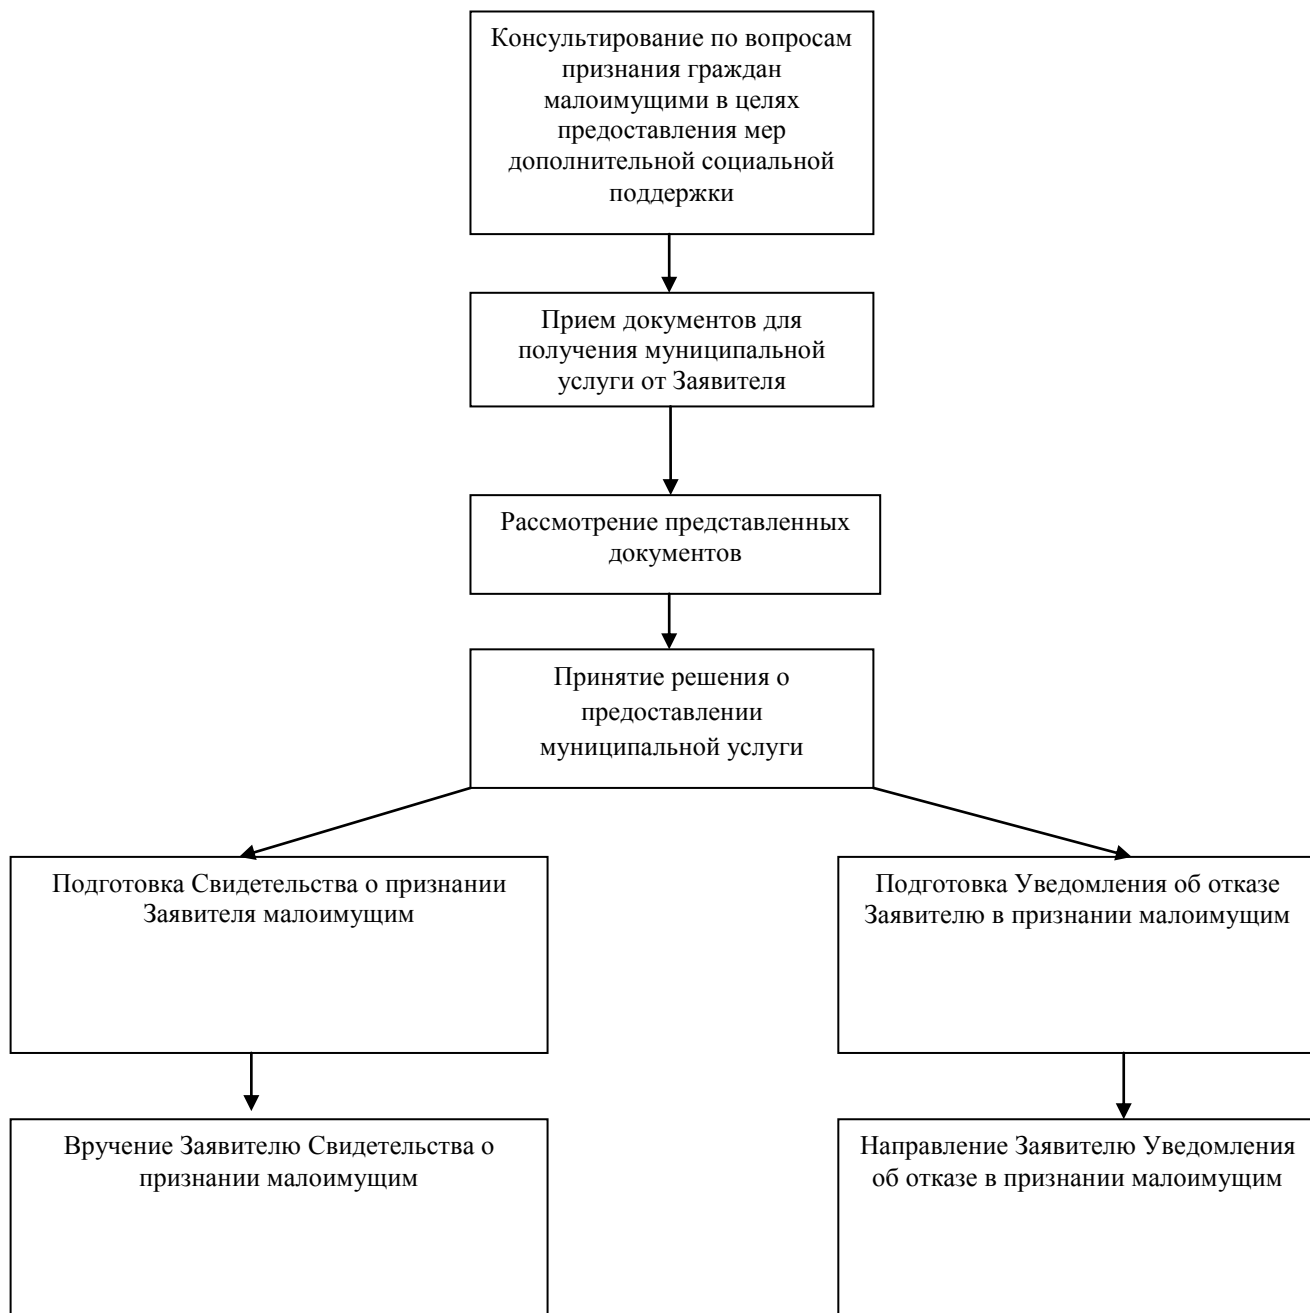 Консультирование по вопросам
признания граждан
малоимущими в целях
предоставления мер
дополнительной социальной
поддержки
Прием документов для
получения муниципальной
услуги от Заявителя
Рассмотрение представленных
документов
Принятие решения о
предоставлении
муниципальной услуги
Подготовка Свидетельства о признании
Заявителя малоимущим
Подготовка Уведомления об отказе
Заявителю в признании малоимущим
Вручение Заявителю Свидетельства о
признании малоимущим
Направление Заявителю Уведомления
об отказе в признании малоимущим